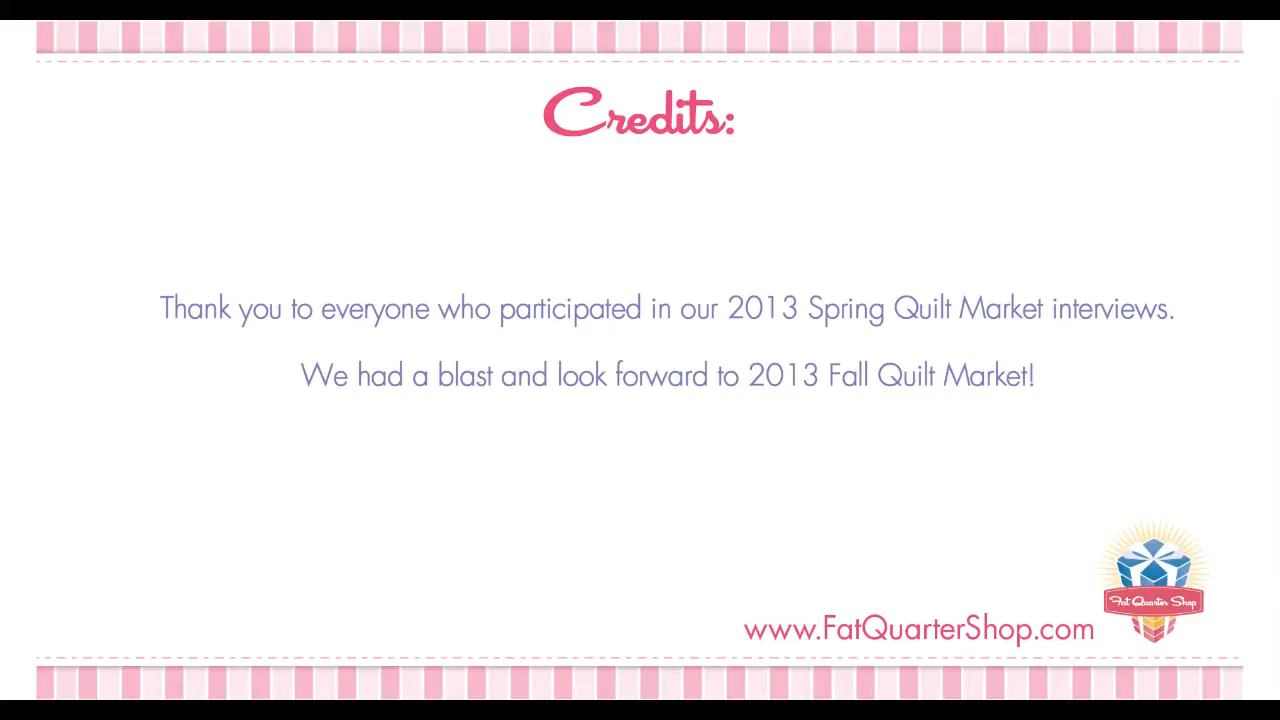 Credits:
Thank you to everyone who participated in our 2013 Spring Quilt Market interviews.
We had a blast and look forward to 2013 Fall Quilt Market!
Fat Quarter Shop
www.FatQuarterShop.com